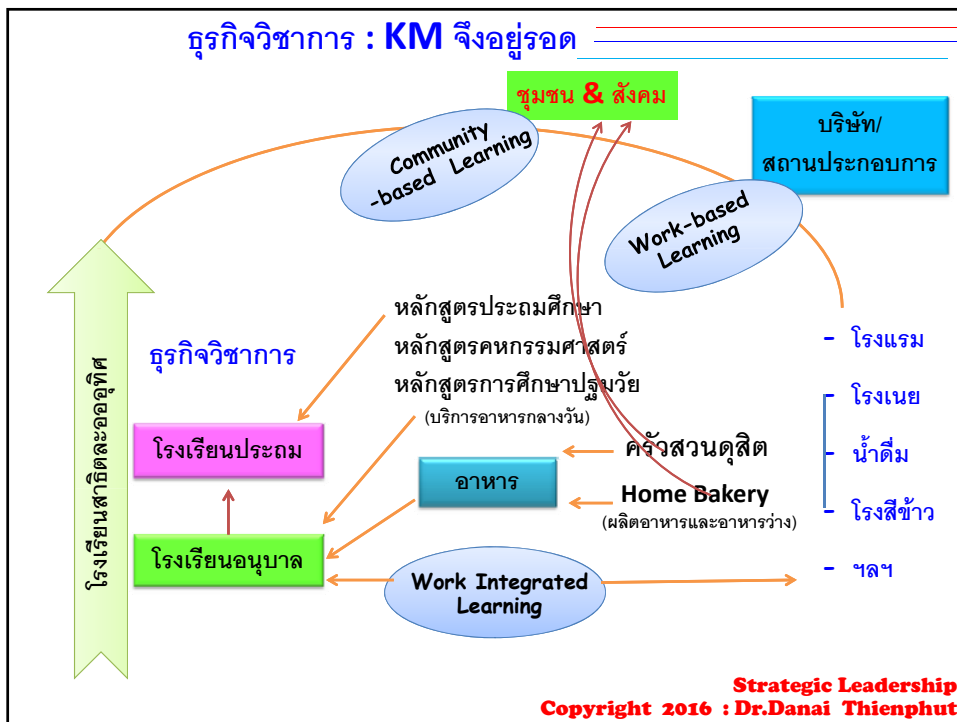 ธุรกิจวิชาการ : KM จึงอยู่รอด
ชุมชน & สังคม
บริษัท/
สถานประกอบการ
Community
-based Learning
Work-based
Learning
หลักสูตรประถมศึกษา
หลักสูตรคหกรรมศาสตร์
หลักสูตรการศึกษาปฐมวัย
(บริการอาหารกลางวัน)
ธุรกิจวิชาการ
โรงเรียนสาธิตละอออุทิศ
โรงเรียนประถม
โรงเรียนอนุบาล
อาหาร
ครัวสวนดุสิต
Home Bakery
(ผลิตอาหารและอาหารว่าง)
- โรงแรม
- โรงเนย
- น้ำดื่ม
- โรงสีข้าว
- ฯลฯ
Work Integrated
Learning
Strategic Leadership
Copyright 2016 : Dr.Danai Thienphut